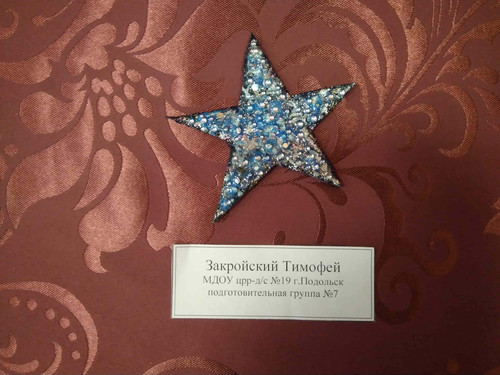 Закройский Тимофей
МДОУ црр-д/с №19 г.Подольск
подготовительная группа №7